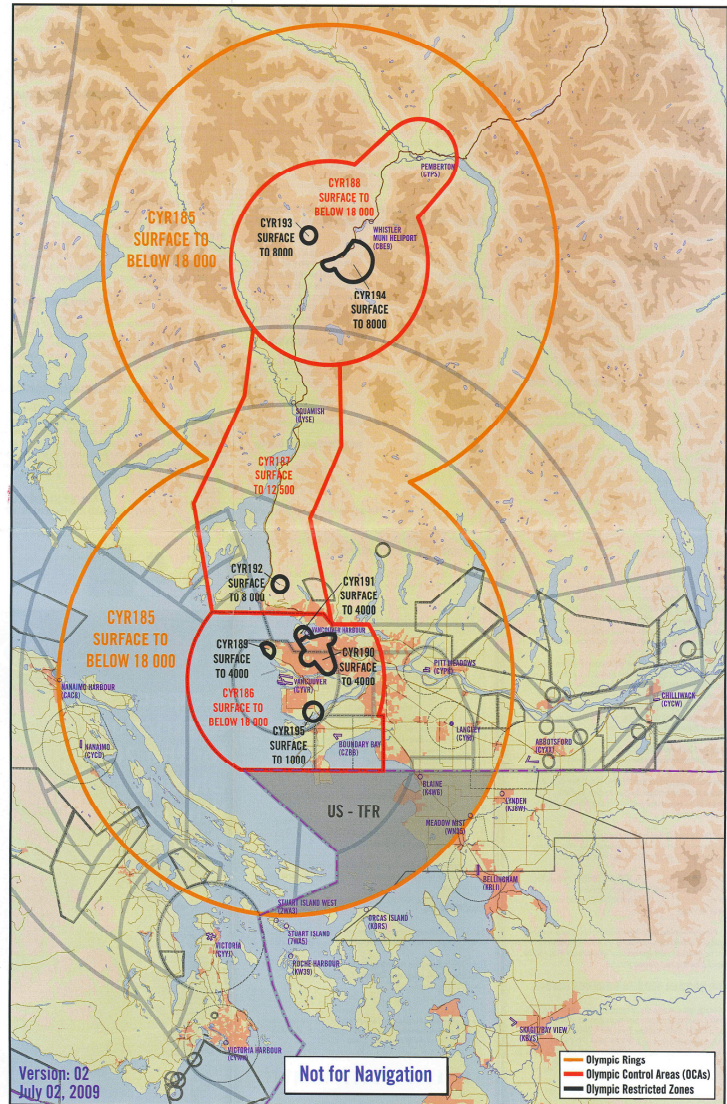 PEMBERTON
(CYPS)
CYR188
SURFACE TO
BELOW 18 000
CYR193
SURFACE
TO 8000
WHISTLER
MUNI HELIPORT
(CBE9)
CYR185
SURFACE TO
BELOW 18 000
CYR194
SURFACE
TO 8000
SQUAMISH
(CYSE)
CYR187
SURFACE
TO 12 500
CYR192
SURFACE
TO 8 000
CYR191
SURFACE
TO 4000
CYR185
SURFACE TO
BELOW 18 000
VANCOUVER HARBOUR
CYR189
SURFACE
TO 4000
CYR190
SURFACE
TO 4000
VANCOUVER
(CYVR)
PITT MEADOWS
(CYPK)
NANAIMO HARBOUR
(CAC8)
CYR186
SURFACE TO
BELOW 18 000
CHILLIWACK
(CYCW)
CYR195
SURFACE
TO 1000
LANGLEY
(CYNJ)
NANAIMO
(CYCD)
BOUNDARY BAY
(CZBB)
ABBOTSFORD
(CYXX)
BLAINE
(K4W6)
US - TFR
LYNDEN
MEADOW MIST
(WN35)
BELLINGHAM
(KBLI)
STUART ISLAND WEST
(2WA3)
ORCAS ISLAND
(KORS)
STUART ISLAND
(7WA5)
VICTORIA
(CYYJ)
ROCHE HARBOUR
(KW39)
SKAGIT/BAY VIEW
(KBVS)
VICTORIA HARBOUR
(CYWH)
Version: 02
July 02, 2009
Not for Navigation
Olympic Rings
Olympic Control Areas (OCAs)
Olympic Restricted Zones